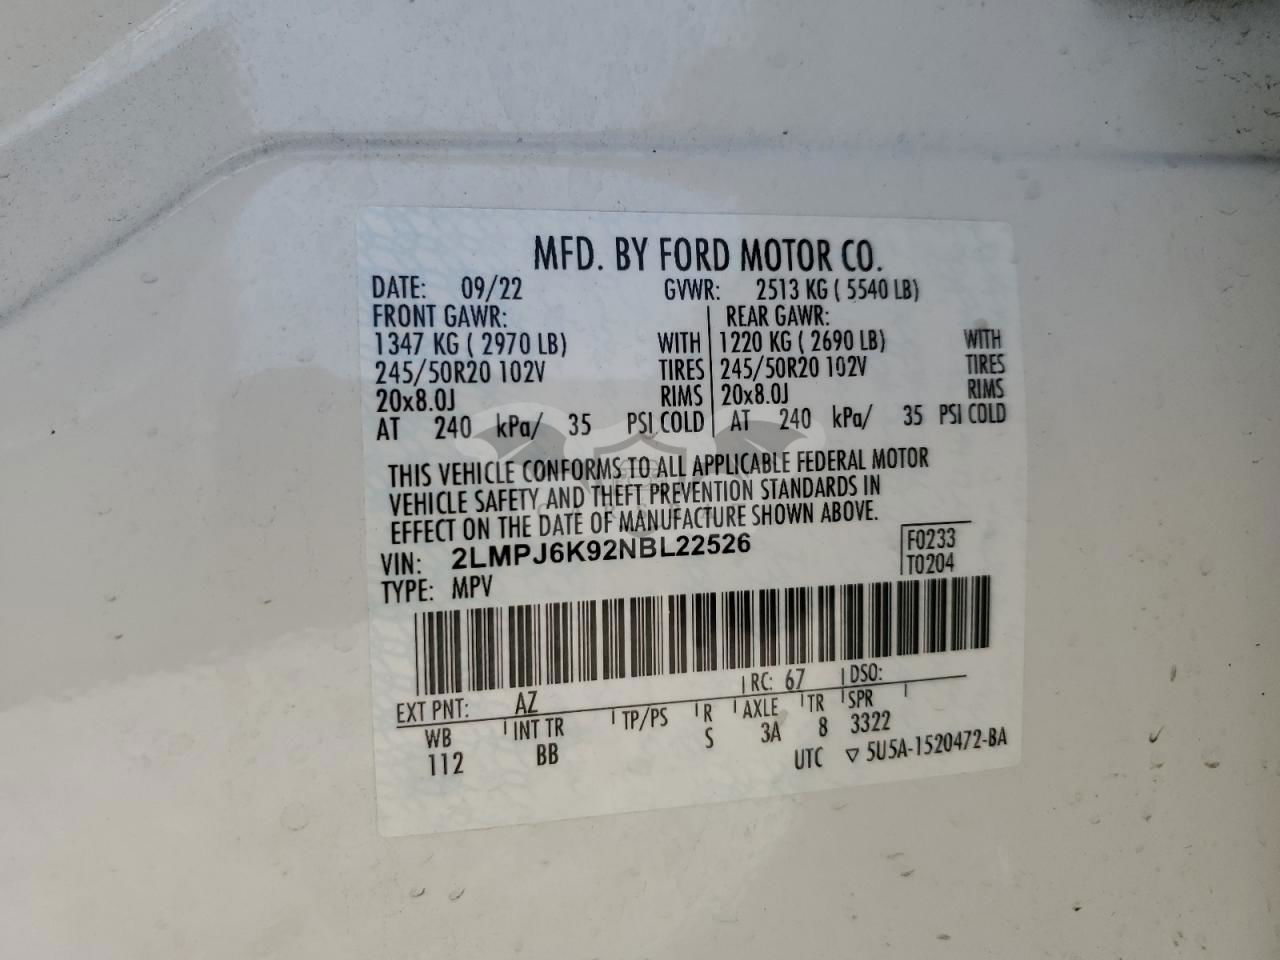 MFD. BY FORD MOTOR CO.
DATE: 09/22 GVWR: 2513 KG ( 5540 LB)
FRONT GAWR: REAR GAWR:
1347 KG ( 2970 LB) WITH 1220 KG ( 2690 LB) WITH
245/50R20 102V TIRES 245/50R20 102V TIRES
20x8.0J RIMS 20x8.0J RIMS
AT 240 kPa/ 35 PSI COLD AT 240 kPa/ 35 PSI COLD
THIS VEHICLE CONFORMS TO ALL APPLICABLE FEDERAL MOTOR
VEHICLE SAFETY AND THEFT PREVENTION STANDARDS IN
EFFECT ON THE DATE OF MANUFACTURE SHOWN ABOVE.
VIN: 2LMPJ6K92NBL22526 F0233
TYPE: MPV T0204
EXT PNT: AZ RC: 67 DSO:
WB INT TR TP/PS R AXLE TR SPR
112 BB S 3A 8 3322
UTC ▽ 5U5A-1520472-BA